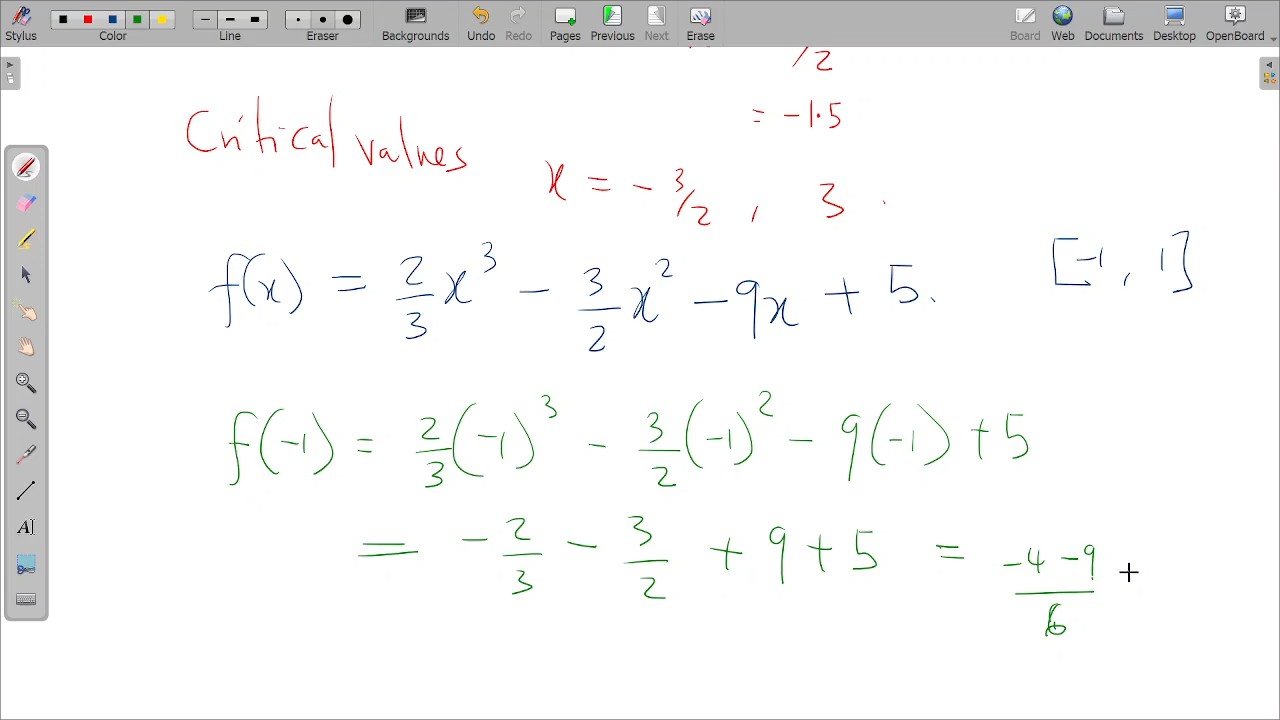 Stylus Color Line Eraser Backgrounds Undo Redo Pages Previous Next Erase Board Web Documents Desktop OpenBoard
/2
= -1.5
Critical values
x = -3/2 , 3 .
f(x) = 2/3 x³ - 3/2 x² - 9x + 5. [-1, 1]
f(-1) = 2/3 (-1)³ - 3/2 (-1)² - 9(-1) + 5
= -2/3 - 3/2 + 9 + 5 = (-4 - 9)/6